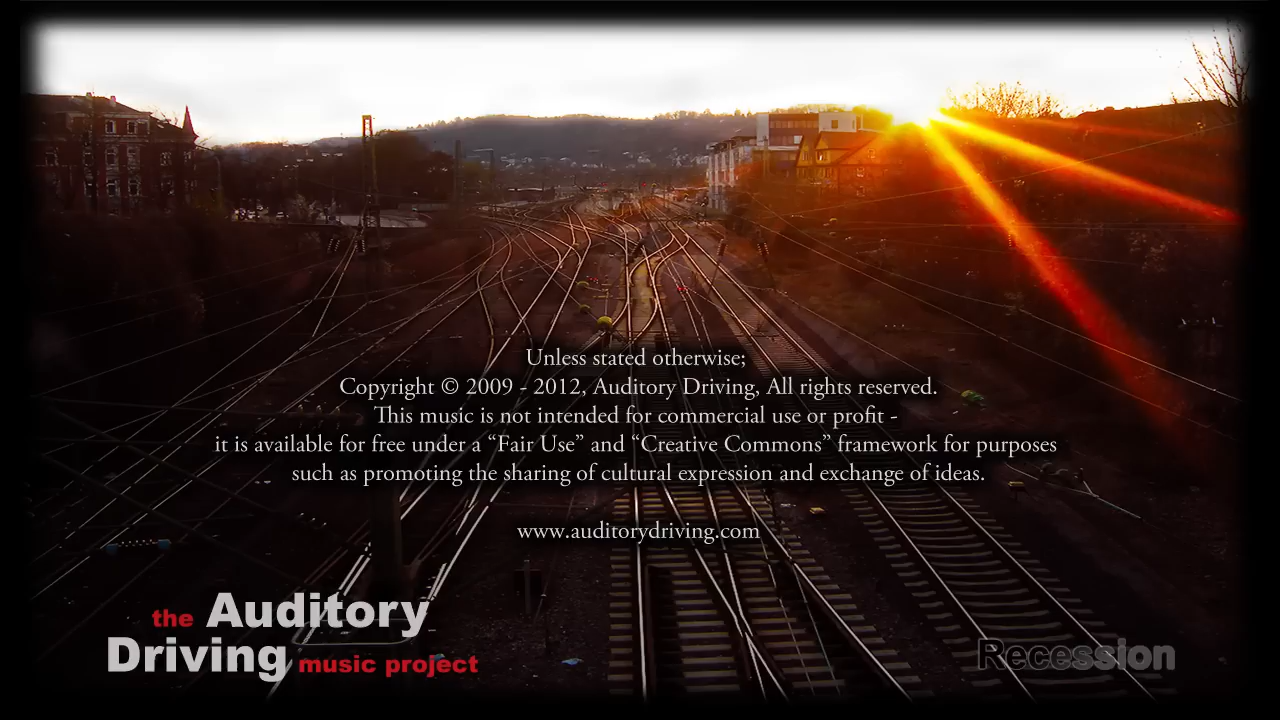 Unless stated otherwise;
Copyright © 2009 - 2012, Auditory Driving, All rights reserved.
This music is not intended for commercial use or profit -
it is available for free under a “Fair Use” and “Creative Commons” framework for purposes
such as promoting the sharing of cultural expression and exchange of ideas.
www.auditorydriving.com
the Auditory
Driving music project
Recession